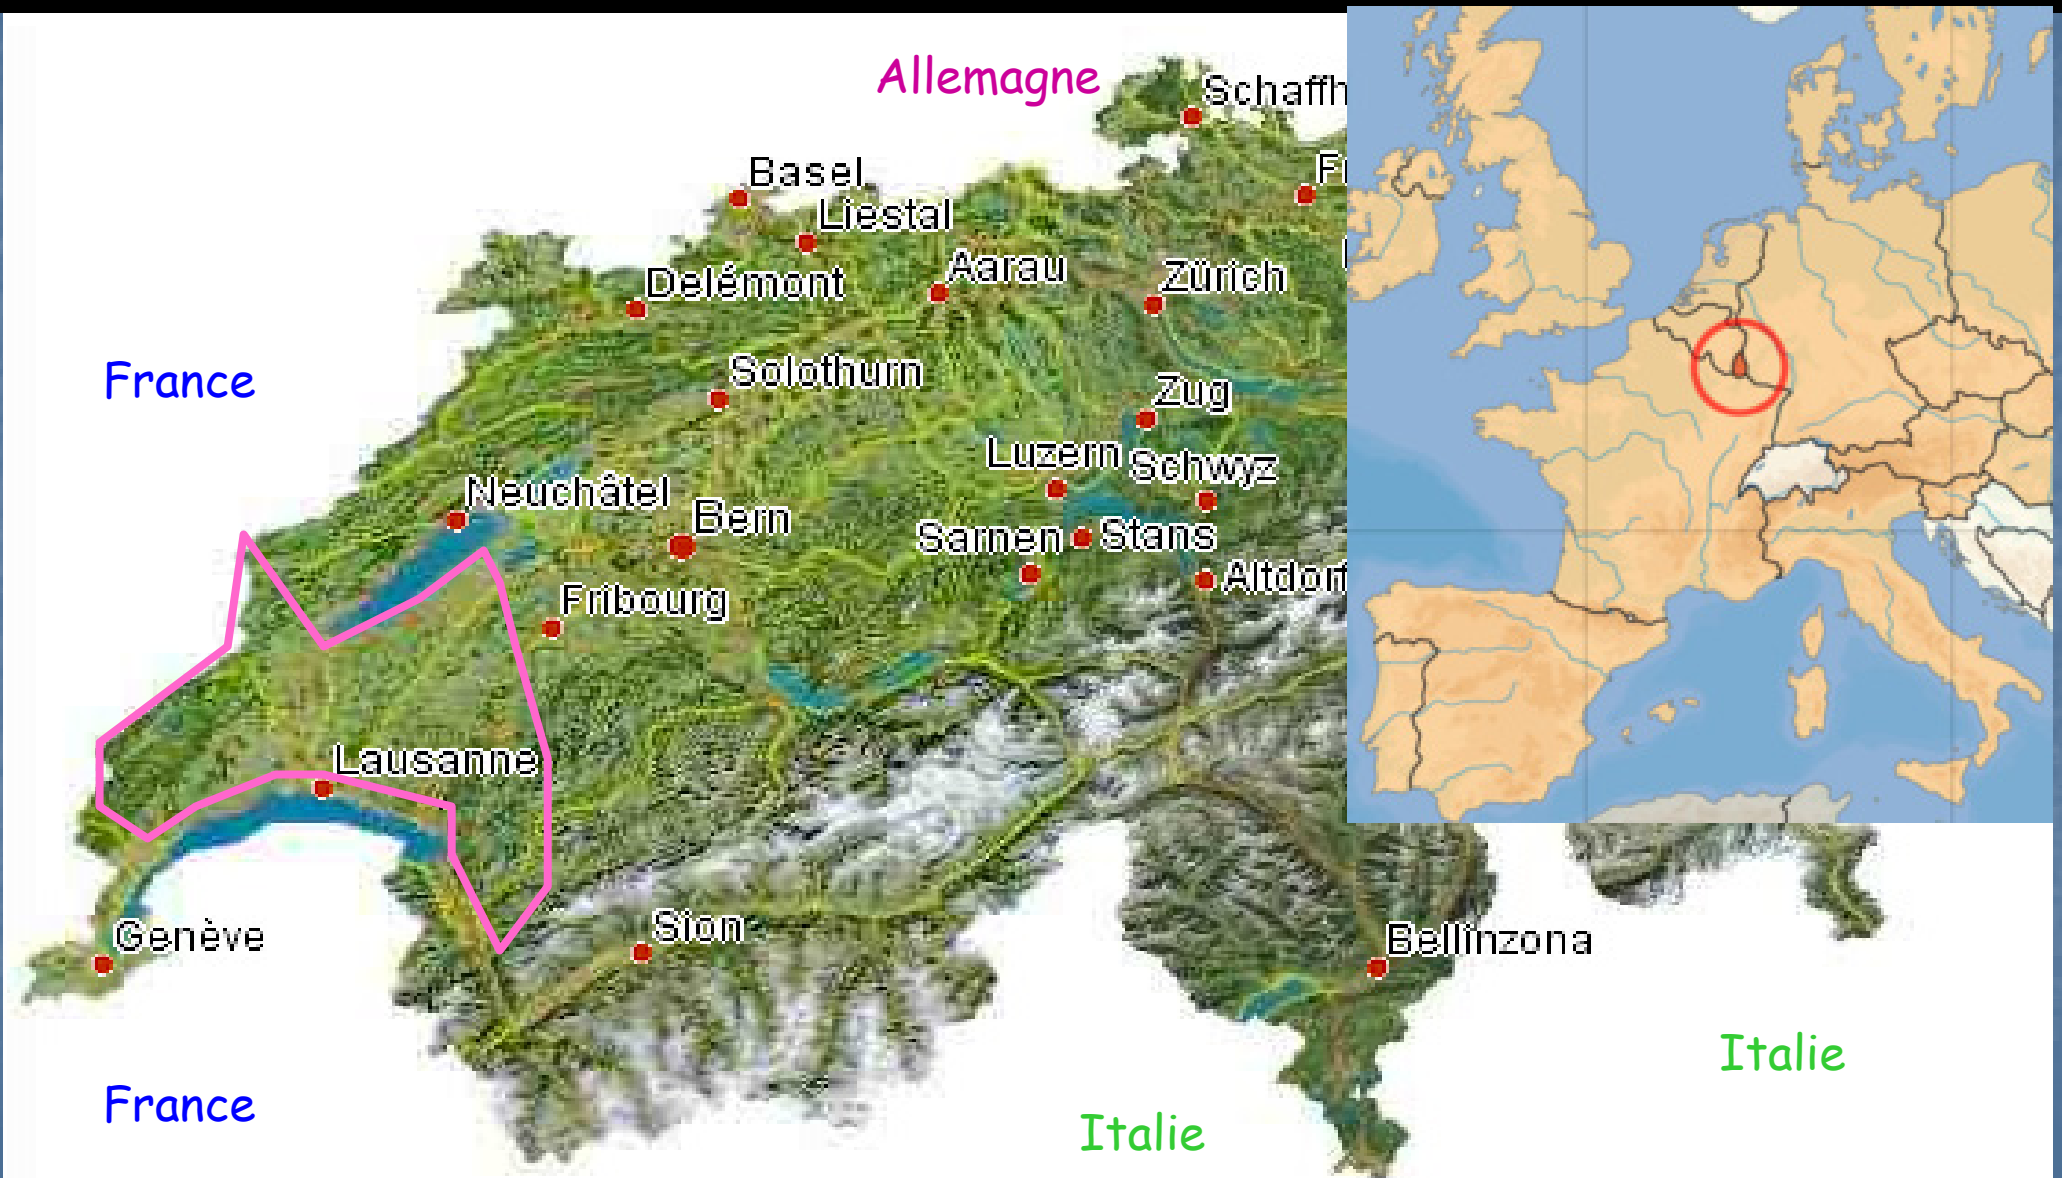 Allemagne
Schaffh
Basel
Fr
Liestal
Aarau
Delémont
Zürich
France
Solothurn
Zug
Luzern
Schwyz
Neuchâtel
Bern
Sarnen
Stans
Altdorf
Fribourg
Lausanne
Genève
Sion
Bellinzona
Italie
France
Italie